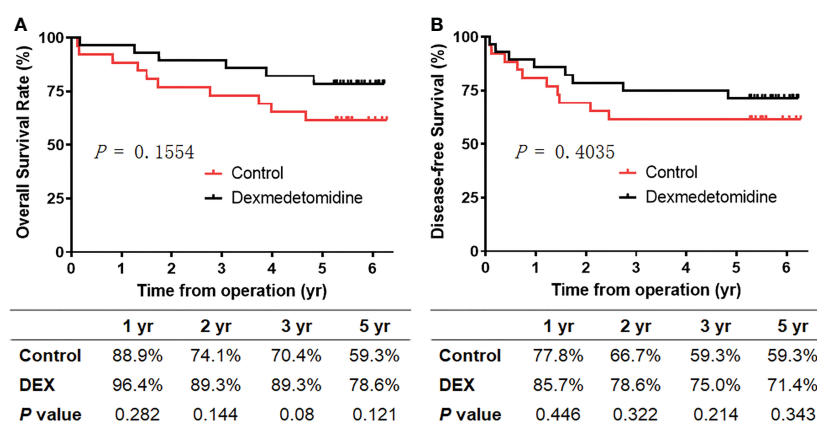 A
Overall Survival Rate (%)
100
75
50
25
0
P = 0.1554
Control
Dexmedetomidine
0 1 2 3 4 5 6
Time from operation (yr)
1 yr 2 yr 3 yr 5 yr
Control 88.9% 74.1% 70.4% 59.3%
DEX 96.4% 89.3% 89.3% 78.6%
P value 0.282 0.144 0.08 0.121
B
Disease-free Survival (%)
100
75
50
25
0
P = 0.4035
Control
Dexmedetomidine
0 1 2 3 4 5 6
Time from operation (yr)
1 yr 2 yr 3 yr 5 yr
Control 77.8% 66.7% 59.3% 59.3%
DEX 85.7% 78.6% 75.0% 71.4%
P value 0.446 0.322 0.214 0.343